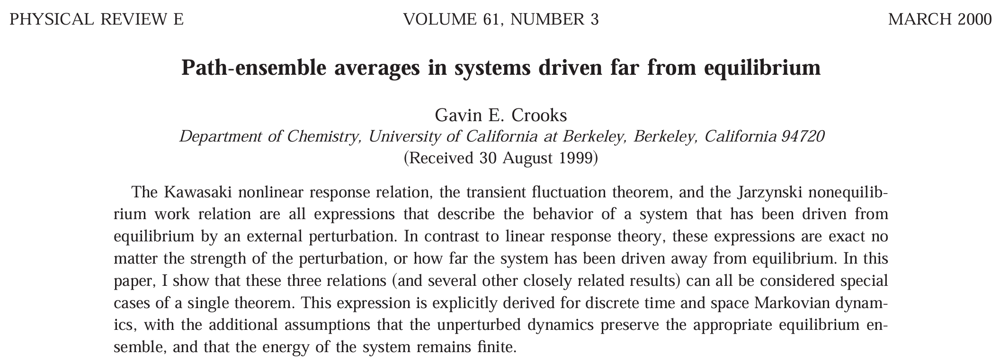 PHYSICAL REVIEW E VOLUME 61, NUMBER 3 MARCH 2000
Path-ensemble averages in systems driven far from equilibrium
Gavin E. Crooks
Department of Chemistry, University of California at Berkeley, Berkeley, California 94720
(Received 30 August 1999)
The Kawasaki nonlinear response relation, the transient fluctuation theorem, and the Jarzynski nonequilib-
rium work relation are all expressions that describe the behavior of a system that has been driven from
equilibrium by an external perturbation. In contrast to linear response theory, these expressions are exact no
matter the strength of the perturbation, or how far the system has been driven away from equilibrium. In this
paper, I show that these three relations (and several other closely related results) can all be considered special
cases of a single theorem. This expression is explicitly derived for discrete time and space Markovian dynam-
ics, with the additional assumptions that the unperturbed dynamics preserve the appropriate equilibrium en-
semble, and that the energy of the system remains finite.